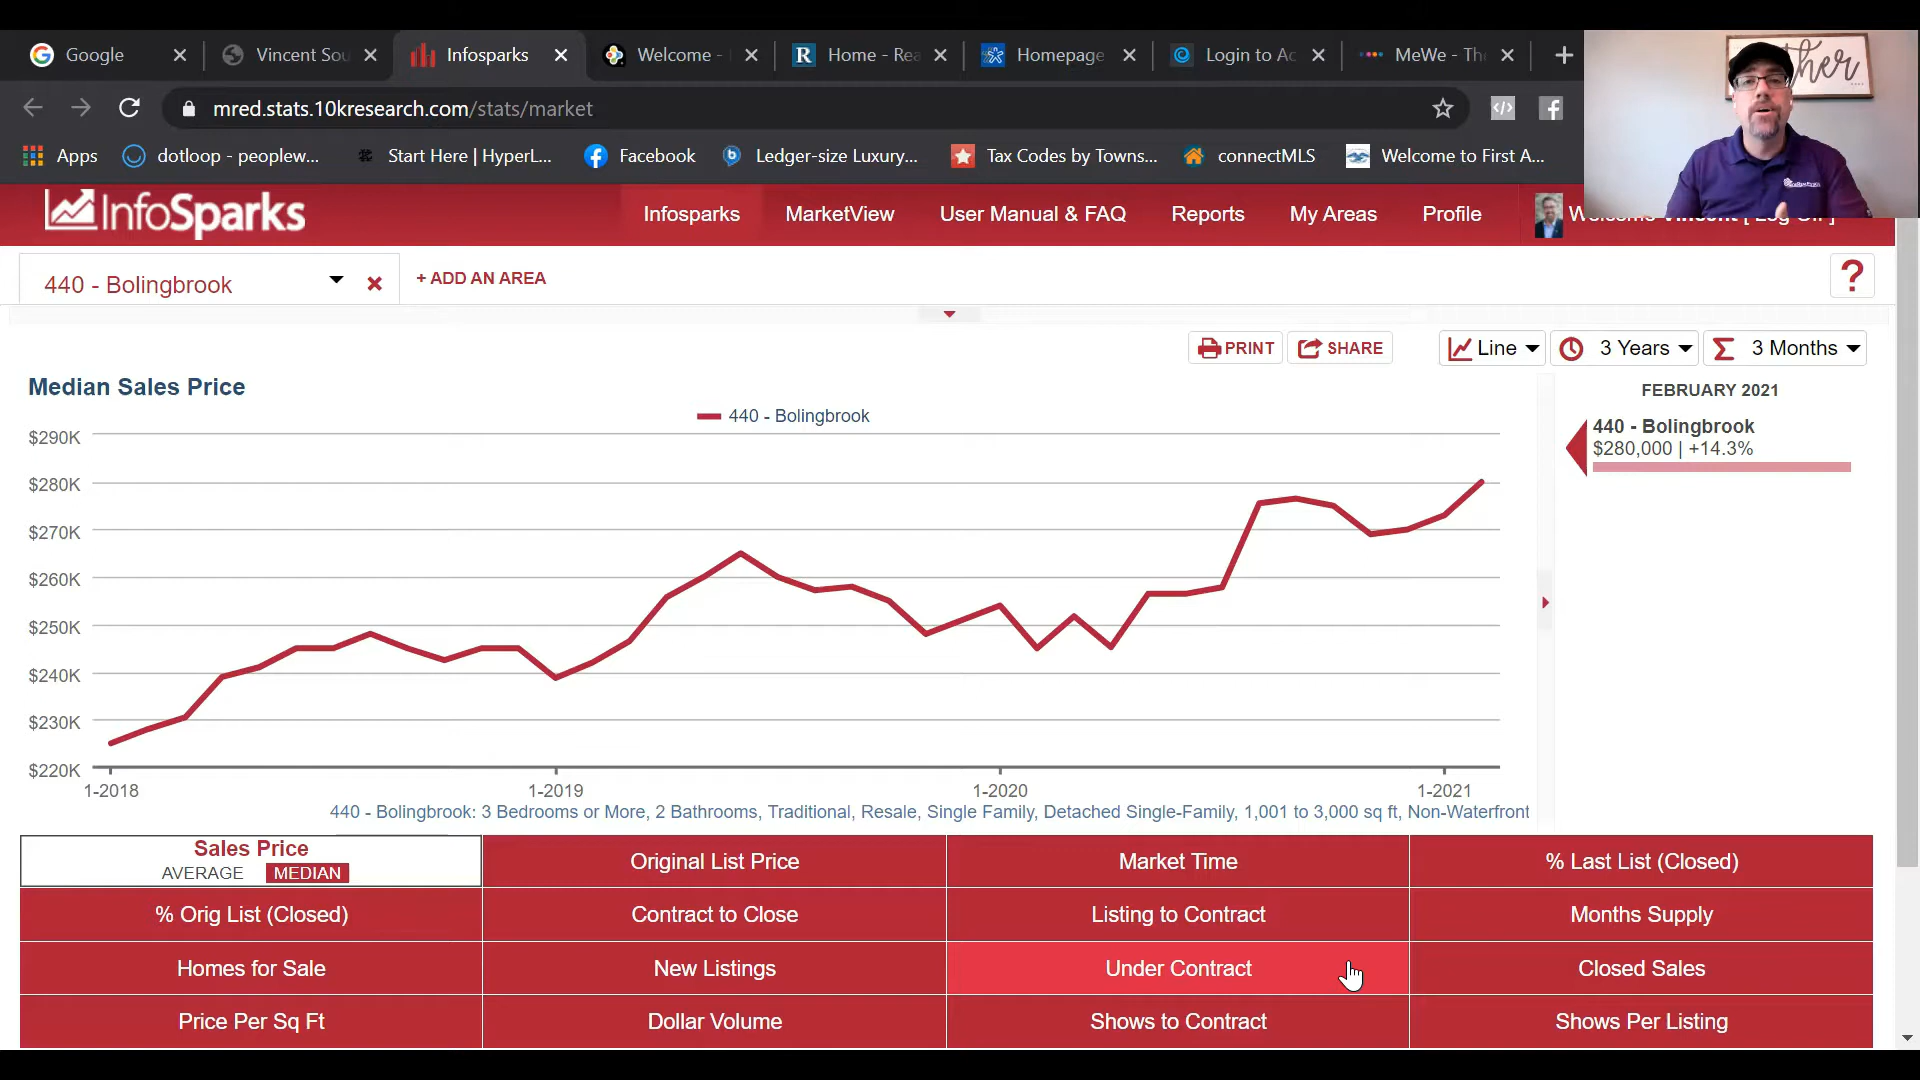 Google
Vincent Sou
Infosparks
Welcome -
Home - Rea
Homepage
Login to Ac
MeWe - Th
mred.stats.10kresearch.com/stats/market
Apps
dotloop - peoplew...
Start Here | HyperL...
Facebook
Ledger-size Luxury...
Tax Codes by Towns...
connectMLS
Welcome to First A...
InfoSparks
Infosparks
MarketView
User Manual & FAQ
Reports
My Areas
Profile
440 - Bolingbrook
+ ADD AN AREA
?
PRINT
SHARE
Line
3 Years
3 Months
Median Sales Price
440 - Bolingbrook
FEBRUARY 2021
440 - Bolingbrook
$280,000 | +14.3%
$290K
$280K
$270K
$260K
$250K
$240K
$230K
$220K
1-2018
1-2019
1-2020
1-2021
440 - Bolingbrook: 3 Bedrooms or More, 2 Bathrooms, Traditional, Resale, Single Family, Detached Single-Family, 1,001 to 3,000 sq ft, Non-Waterfront
Sales Price
AVERAGE MEDIAN
Original List Price
Market Time
% Last List (Closed)
% Orig List (Closed)
Contract to Close
Listing to Contract
Months Supply
Homes for Sale
New Listings
Under Contract
Closed Sales
Price Per Sq Ft
Dollar Volume
Shows to Contract
Shows Per Listing